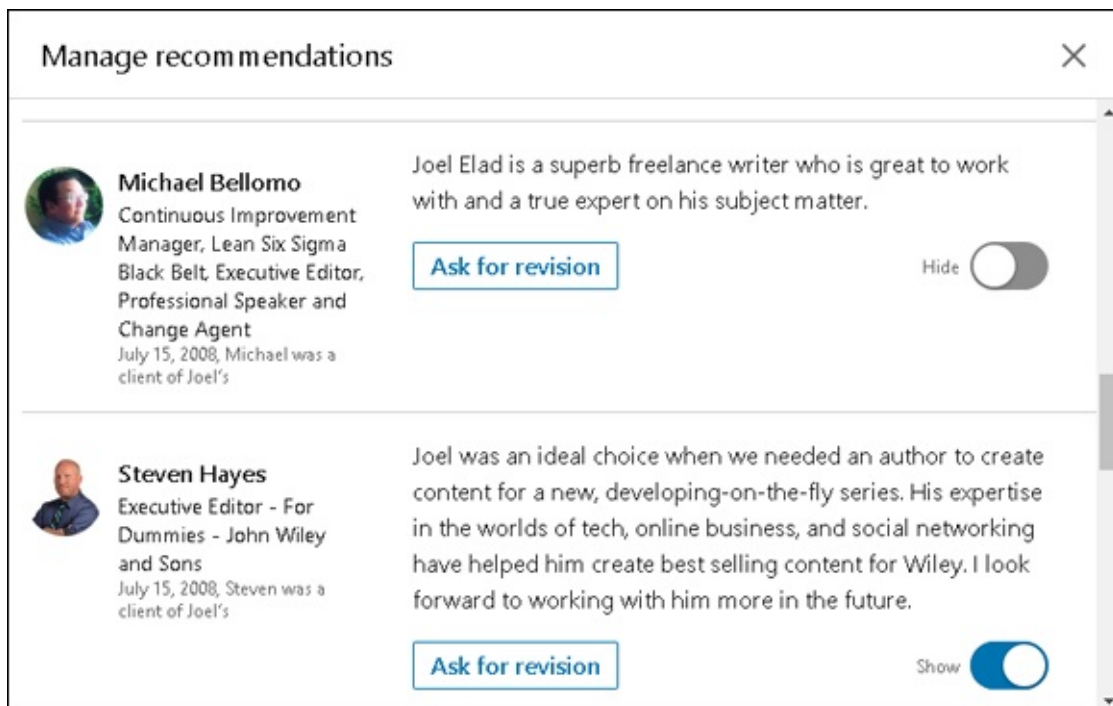 Manage recommendations
Michael Bellomo
Continuous Improvement
Manager, Lean Six Sigma
Black Belt, Executive Editor,
Professional Speaker and
Change Agent
July 15, 2008, Michael was a
client of Joel's
Joel Elad is a superb freelance writer who is great to work
with and a true expert on his subject matter.
Ask for revision
Hide
Steven Hayes
Executive Editor - For
Dummies - John Wiley
and Sons
July 15, 2008, Steven was a
client of Joel's
Joel was an ideal choice when we needed an author to create
content for a new, developing-on-the-fly series. His expertise
in the worlds of tech, online business, and social networking
have helped him create best selling content for Wiley. I look
forward to working with him more in the future.
Ask for revision
Show